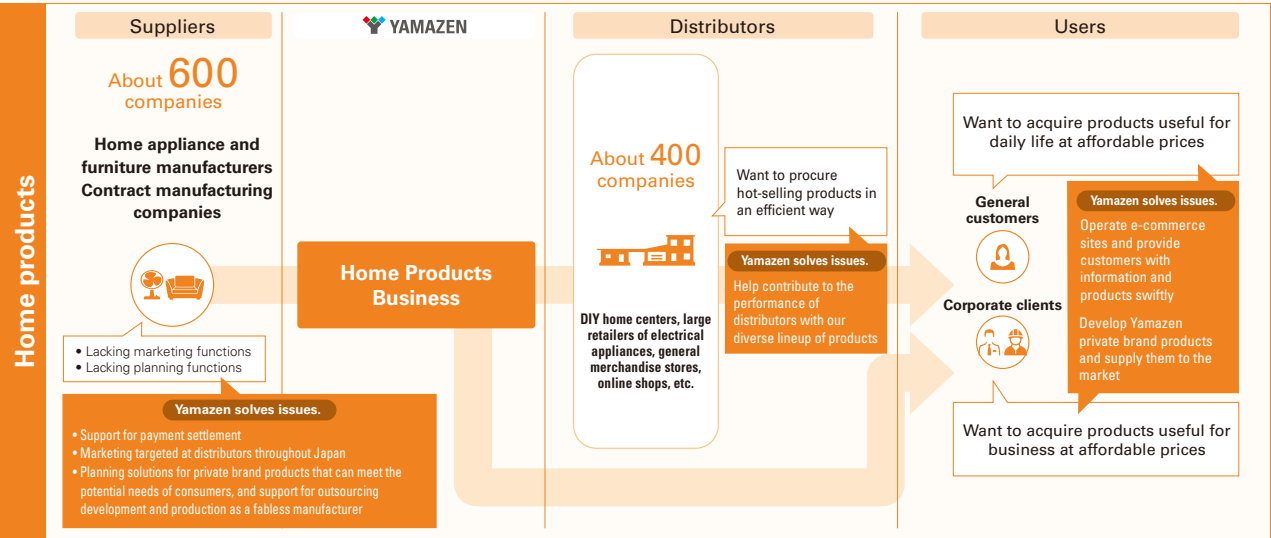 Home products
Suppliers
About 600
companies
Home appliance and
furniture manufacturers
Contract manufacturing
companies
• Lacking marketing functions
• Lacking planning functions
Yamazen solves issues.
• Support for payment settlement
• Marketing targeted at distributors throughout Japan
• Planning solutions for private brand products that can meet the
potential needs of consumers, and support for outsourcing
development and production as a fabless manufacturer
YAMAZEN
Home Products
Business
Distributors
About 400
companies
DIY home centers, large
retailers of electrical
appliances, general
merchandise stores,
online shops, etc.
Want to procure
hot-selling products in
an efficient way
Yamazen solves issues.
Help contribute to the
performance of
distributors with our
diverse lineup of products
Users
Want to acquire products useful for
daily life at affordable prices
General
customers
Corporate clients
Yamazen solves issues.
Operate e-commerce
sites and provide
customers with
information and
products swiftly
Develop Yamazen
private brand products
and supply them to the
market
Want to acquire products useful for
business at affordable prices